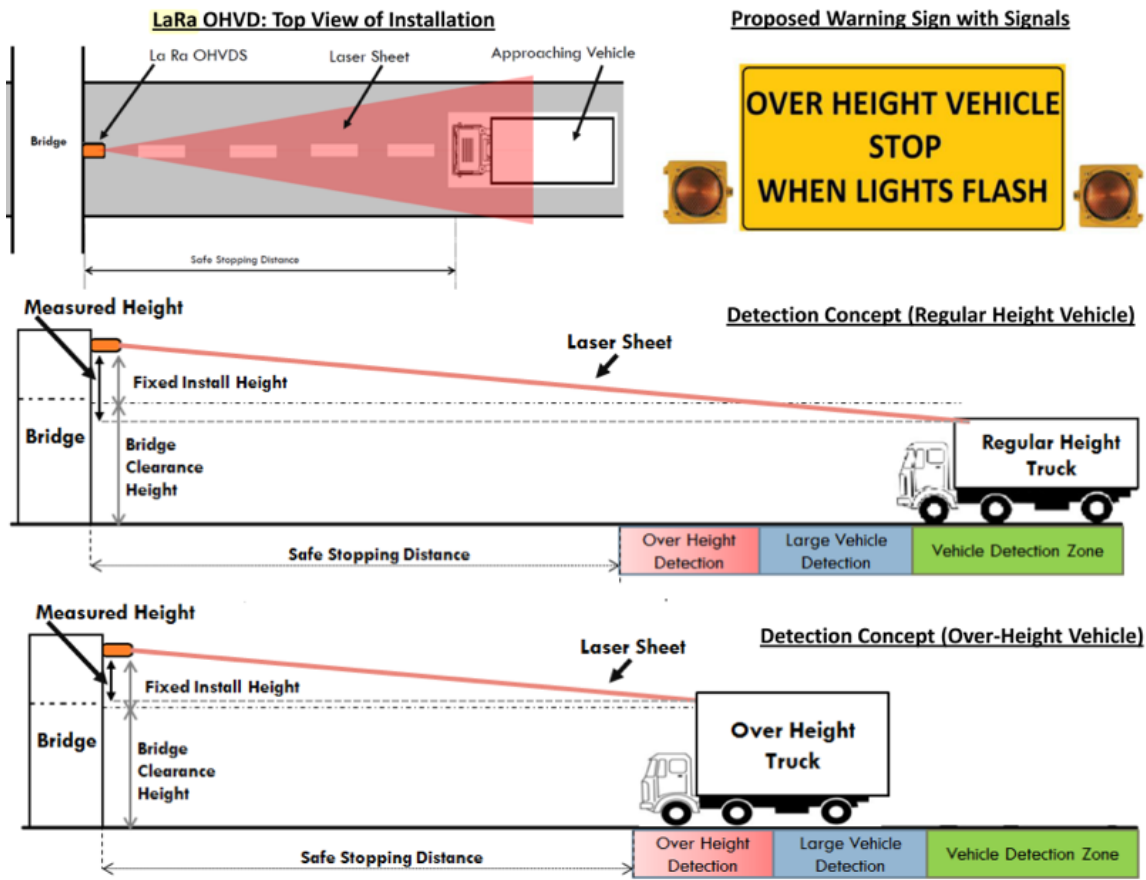 LaRa OHVD: Top View of Installation
Proposed Warning Sign with Signals
La Ra OHVDS
Laser Sheet
Approaching Vehicle
Bridge
Safe Stopping Distance
OVER HEIGHT VEHICLE
STOP
WHEN LIGHTS FLASH
Measured Height
Detection Concept (Regular Height Vehicle)
Laser Sheet
Fixed Install Height
Bridge
Bridge
Clearance
Height
Regular Height
Truck
Safe Stopping Distance
Over Height
Detection
Large Vehicle
Detection
Vehicle Detection Zone
Measured Height
Detection Concept (Over-Height Vehicle)
Laser Sheet
Fixed Install Height
Bridge
Bridge
Clearance
Height
Over Height
Truck
Safe Stopping Distance
Over Height
Detection
Large Vehicle
Detection
Vehicle Detection Zone